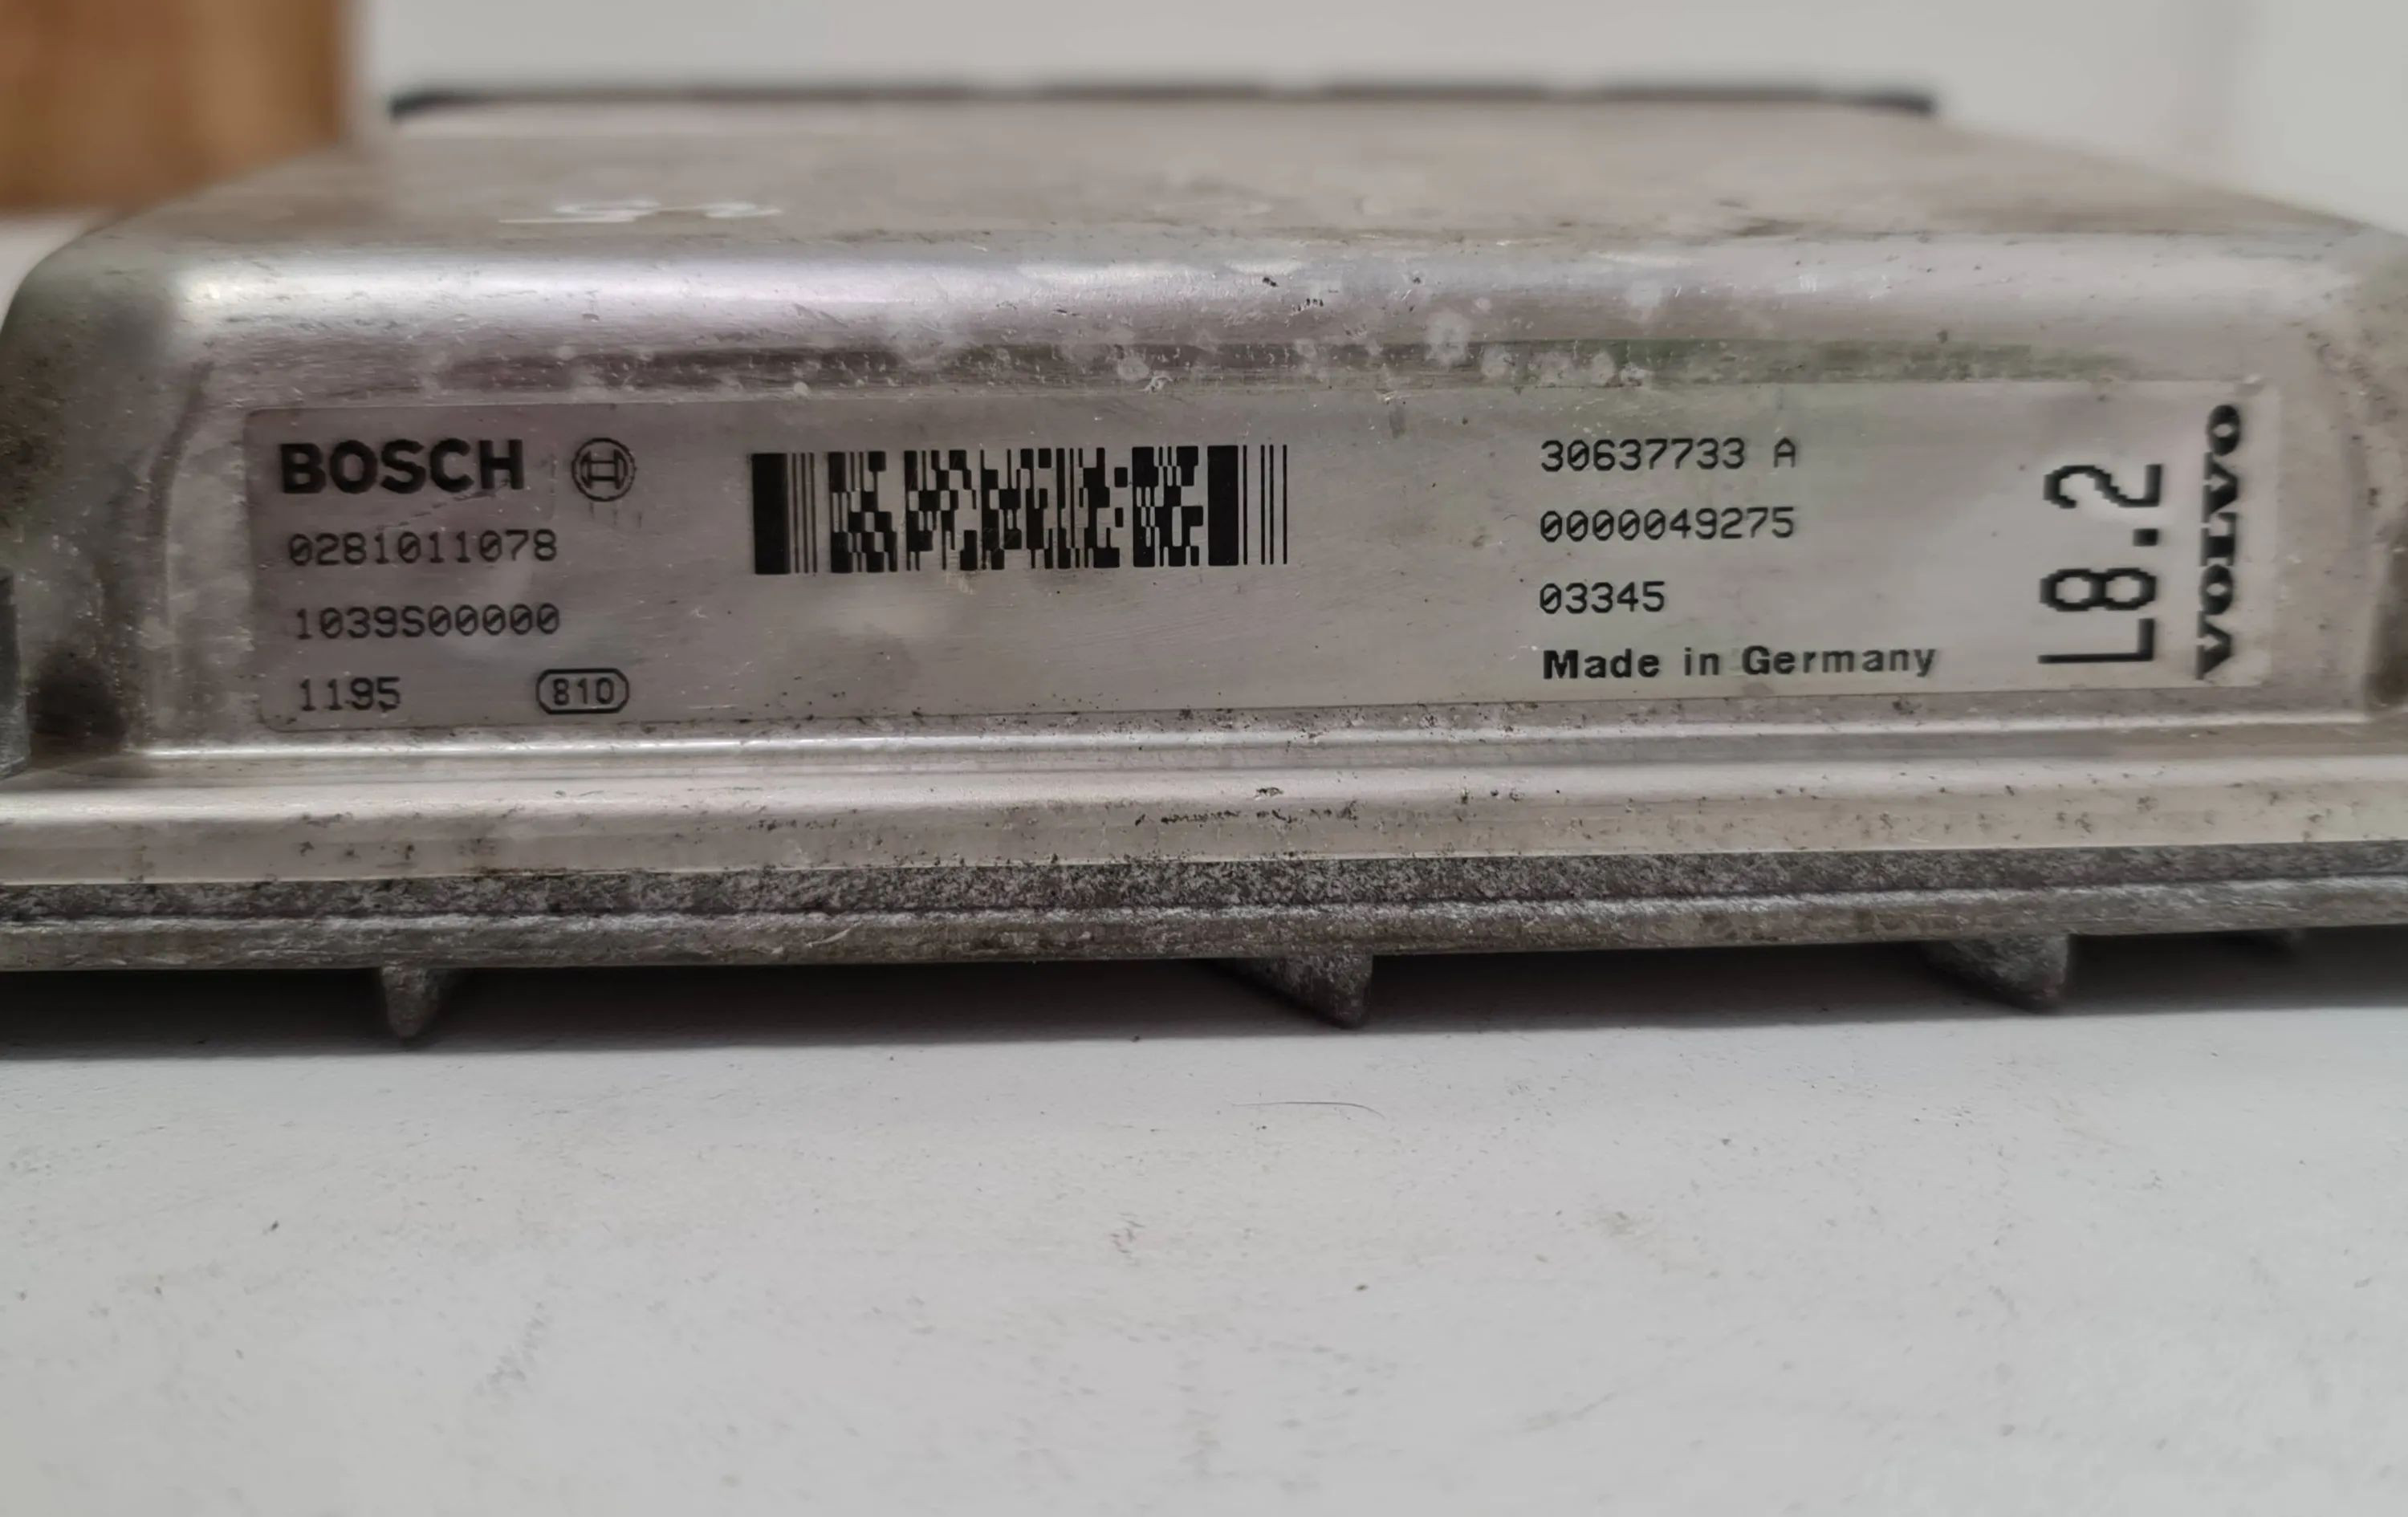 BOSCH
0281011078
1039S00000
1195 810
30637733 A
0000049275
03345
Made in Germany
L8.2
VOLVO